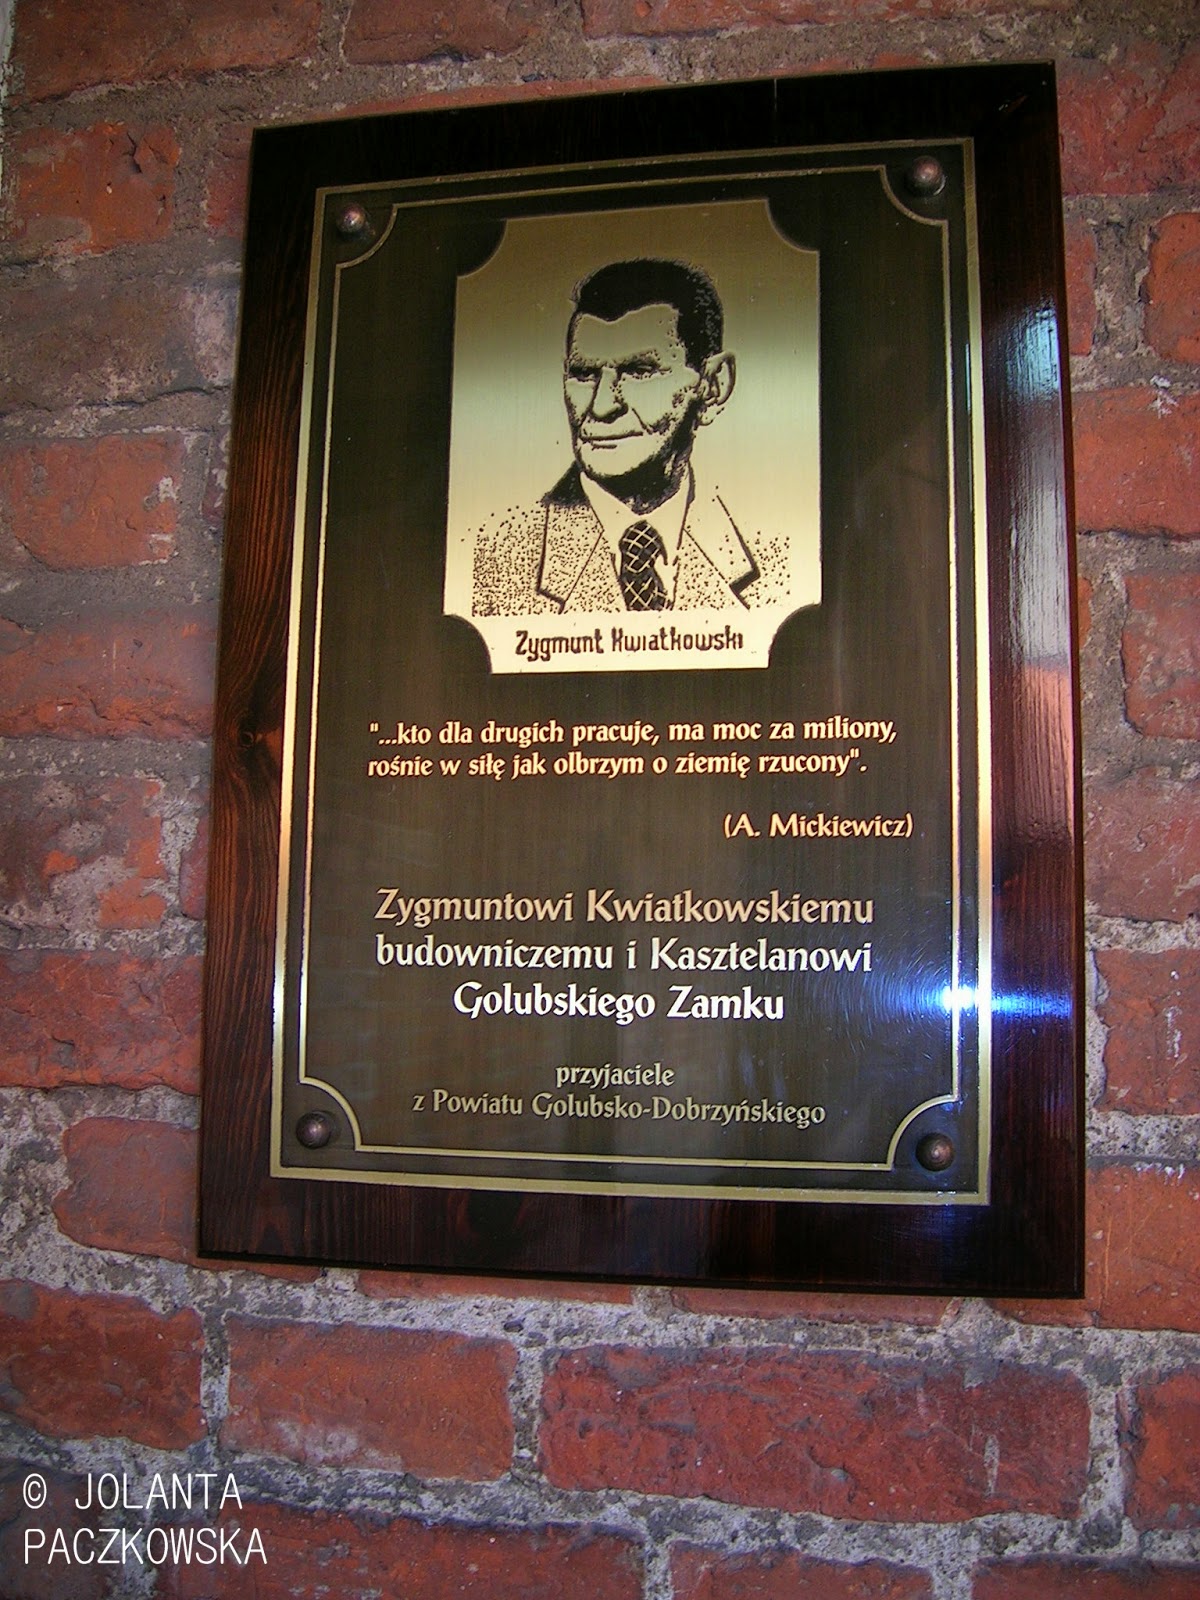 Zygmunt Kwiatkowski
"...kto dla drugich pracuje, ma moc za miliony,
rośnie w siłę jak olbrzym o ziemię rzucony".
(A. Mickiewicz)
Zygmuntowi Kwiatkowskiemu
budowniczemu i Kasztelanowi
Golubskiego Zamku
przyjaciele
z Powiatu Golubsko-Dobrzyńskiego
© JOLANTA
PACZKOWSKA